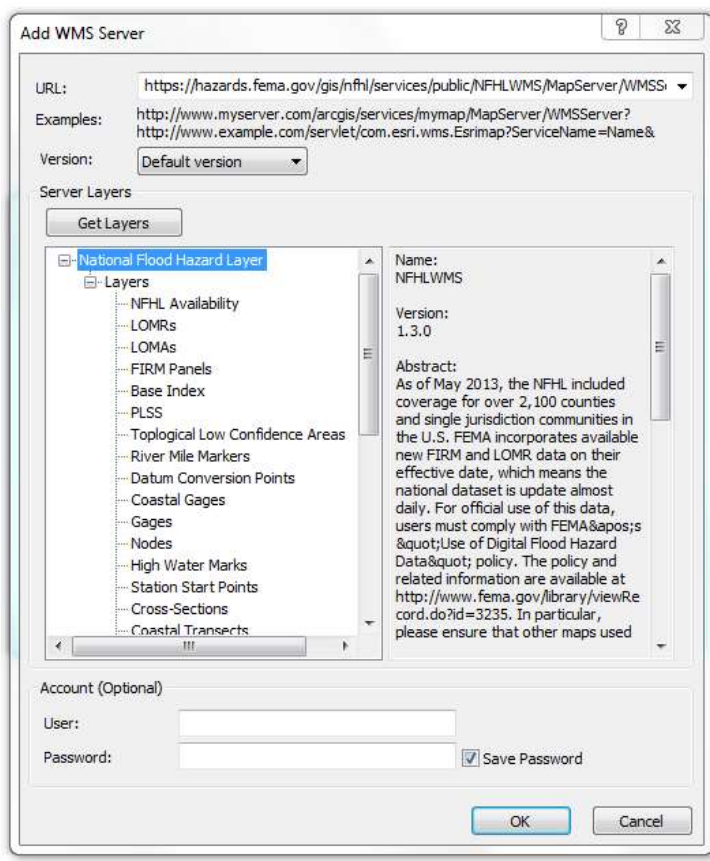 Add WMS Server
URL:
https://hazards.fema.gov/gis/nfhl/services/public/NFHLWMS/MapServer/WMSS
Examples:
http://www.myserver.com/arcgis/services/mymap/MapServer/WMSServer?
http://www.example.com/servlet/com.esri.wms.Esrimap?ServiceName=Name&
Version:
Default version
Server Layers
Get Layers
National Flood Hazard Layer
Layers
NFHL Availability
LOMRs
LOMAs
FIRM Panels
Base Index
PLSS
Toplogical Low Confidence Areas
River Mile Markers
Datum Conversion Points
Coastal Gages
Gages
Nodes
High Water Marks
Station Start Points
Cross-Sections
Coastal Transects
Name:
NFHLWMS
Version:
1.3.0
Abstract:
As of May 2013, the NFHL included
coverage for over 2,100 counties
and single jurisdiction communities in
the U.S. FEMA incorporates available
new FIRM and LOMR data on their
effective date, which means the
national dataset is update almost
daily. For official use of this data,
users must comply with FEMA&apos;s
&quot;Use of Digital Flood Hazard
Data&quot; policy. The policy and
related information are available at
http://www.fema.gov/library/viewRe
cord.do?id=3235. In particular,
please ensure that other maps used
Account (Optional)
User:
Password:
Save Password
OK
Cancel